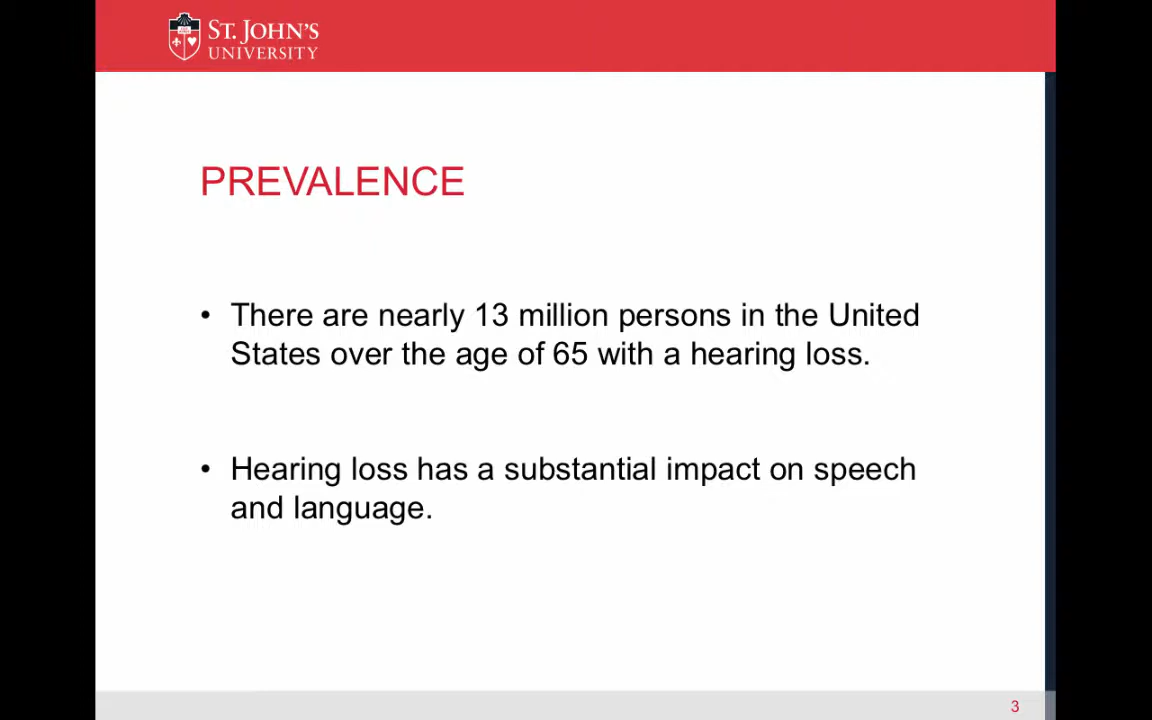 ST. JOHN'S
UNIVERSITY
PREVALENCE
• There are nearly 13 million persons in the United
States over the age of 65 with a hearing loss.
• Hearing loss has a substantial impact on speech
and language.
3